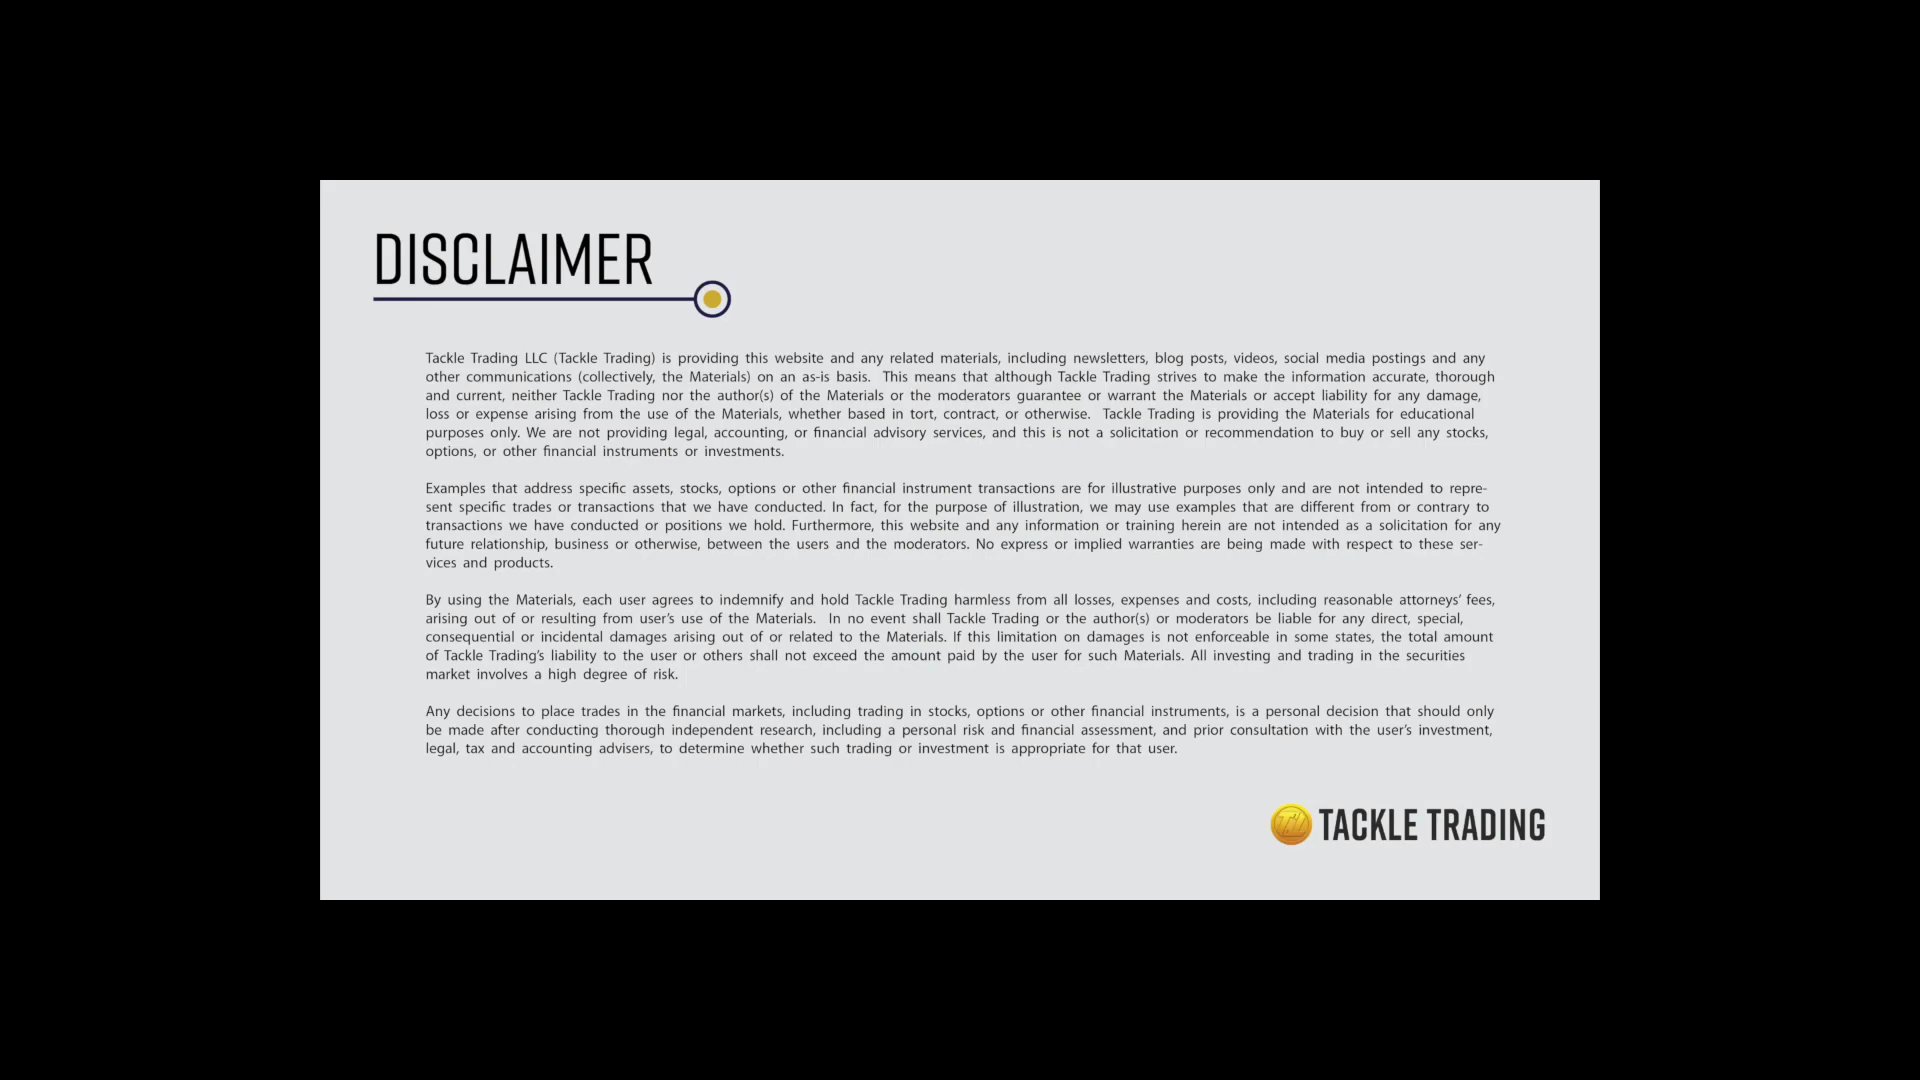 DISCLAIMER
Tackle Trading LLC (Tackle Trading) is providing this website and any related materials, including newsletters, blog posts, videos, social media postings and any
other communications (collectively, the Materials) on an as-is basis.  This means that although Tackle Trading strives to make the information accurate, thorough
and current, neither Tackle Trading nor the author(s) of the Materials or the moderators guarantee or warrant the Materials or accept liability for any damage,
loss or expense arising from the use of the Materials, whether based in tort, contract, or otherwise.  Tackle Trading is providing the Materials for educational
purposes only. We are not providing legal, accounting, or financial advisory services, and this is not a solicitation or recommendation to buy or sell any stocks,
options, or other financial instruments or investments.
Examples that address specific assets, stocks, options or other financial instrument transactions are for illustrative purposes only and are not intended to repre-
sent specific trades or transactions that we have conducted. In fact, for the purpose of illustration, we may use examples that are different from or contrary to
transactions we have conducted or positions we hold. Furthermore, this website and any information or training herein are not intended as a solicitation for any
future relationship, business or otherwise, between the users and the moderators. No express or implied warranties are being made with respect to these ser-
vices and products.
By using the Materials, each user agrees to indemnify and hold Tackle Trading harmless from all losses, expenses and costs, including reasonable attorneys’ fees,
arising out of or resulting from user’s use of the Materials.  In no event shall Tackle Trading or the author(s) or moderators be liable for any direct, special,
consequential or incidental damages arising out of or related to the Materials. If this limitation on damages is not enforceable in some states, the total amount
of Tackle Trading’s liability to the user or others shall not exceed the amount paid by the user for such Materials. All investing and trading in the securities
market involves a high degree of risk.
Any decisions to place trades in the financial markets, including trading in stocks, options or other financial instruments, is a personal decision that should only
be made after conducting thorough independent research, including a personal risk and financial assessment, and prior consultation with the user’s investment,
legal, tax and accounting advisers, to determine whether such trading or investment is appropriate for that user.
TACKLE TRADING